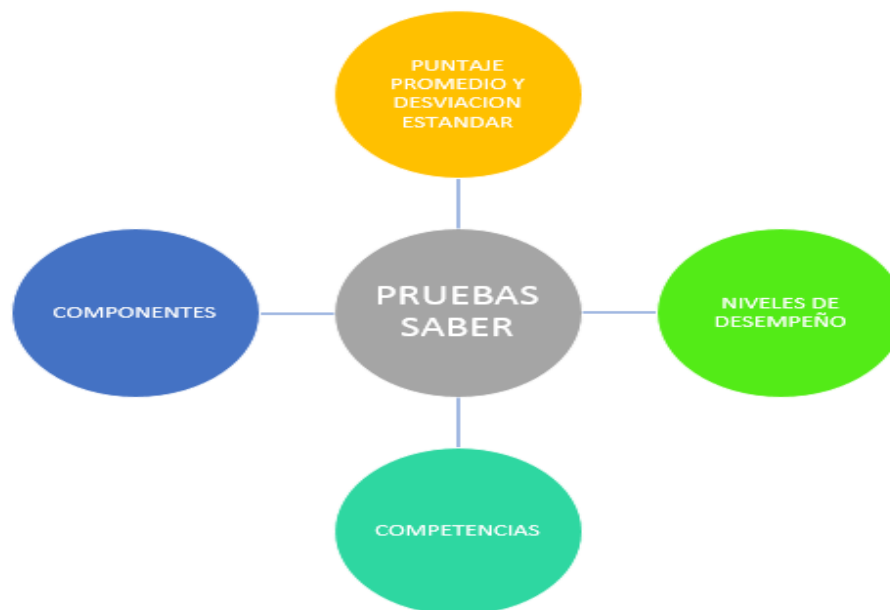 PUNTAJE
PROMEDIO Y
DESVIACION
ESTANDAR
COMPONENTES
PRUEBAS
SABER
NIVELES DE
DESEMPEÑO
COMPETENCIAS